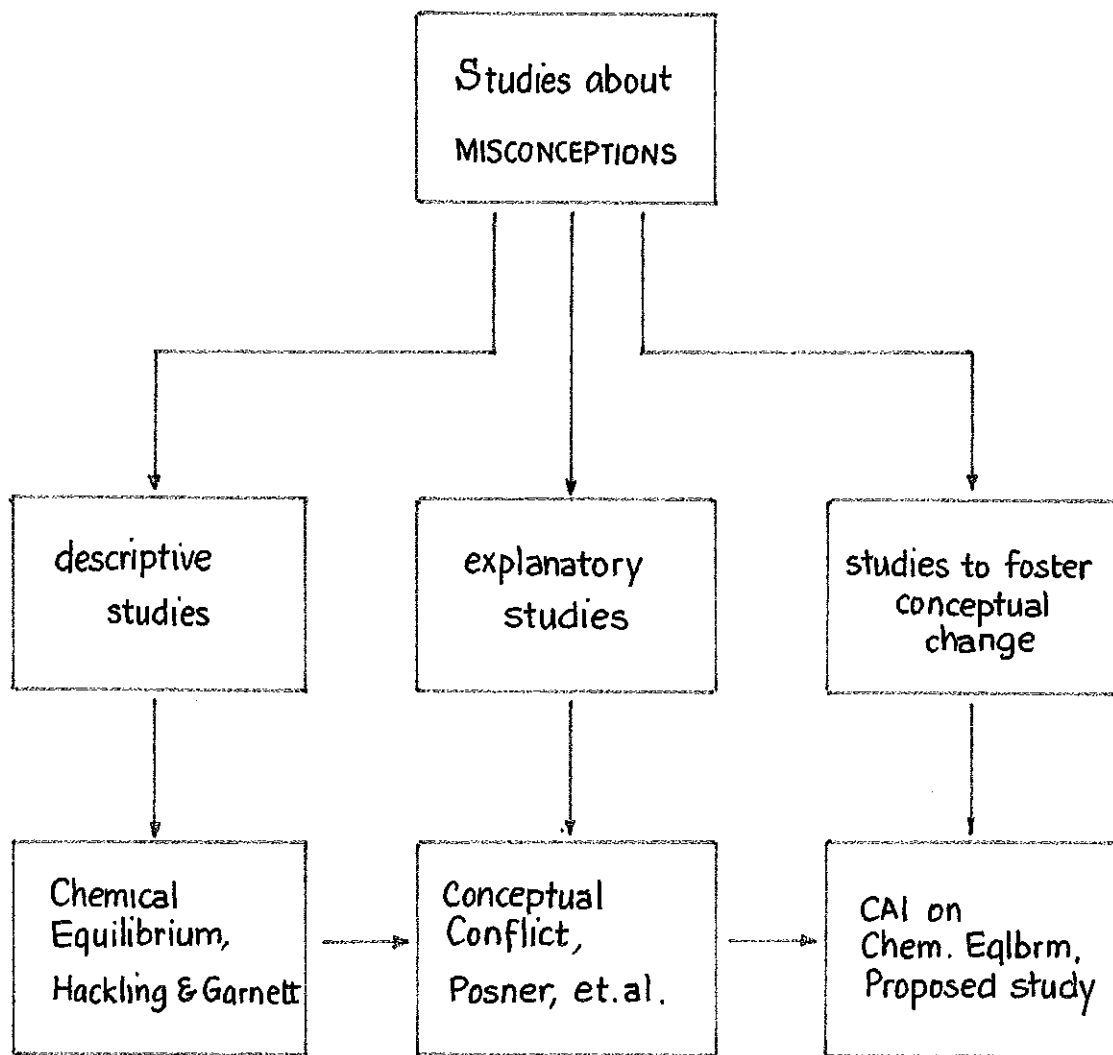 Studies about
MISCONCEPTIONS
descriptive
studies
explanatory
studies
studies to foster
conceptual
change
Chemical
Equilibrium,
Hackling & Garnett
Conceptual
Conflict,
Posner, et.al.
CAI on
Chem. Eqlbrm,
Proposed study